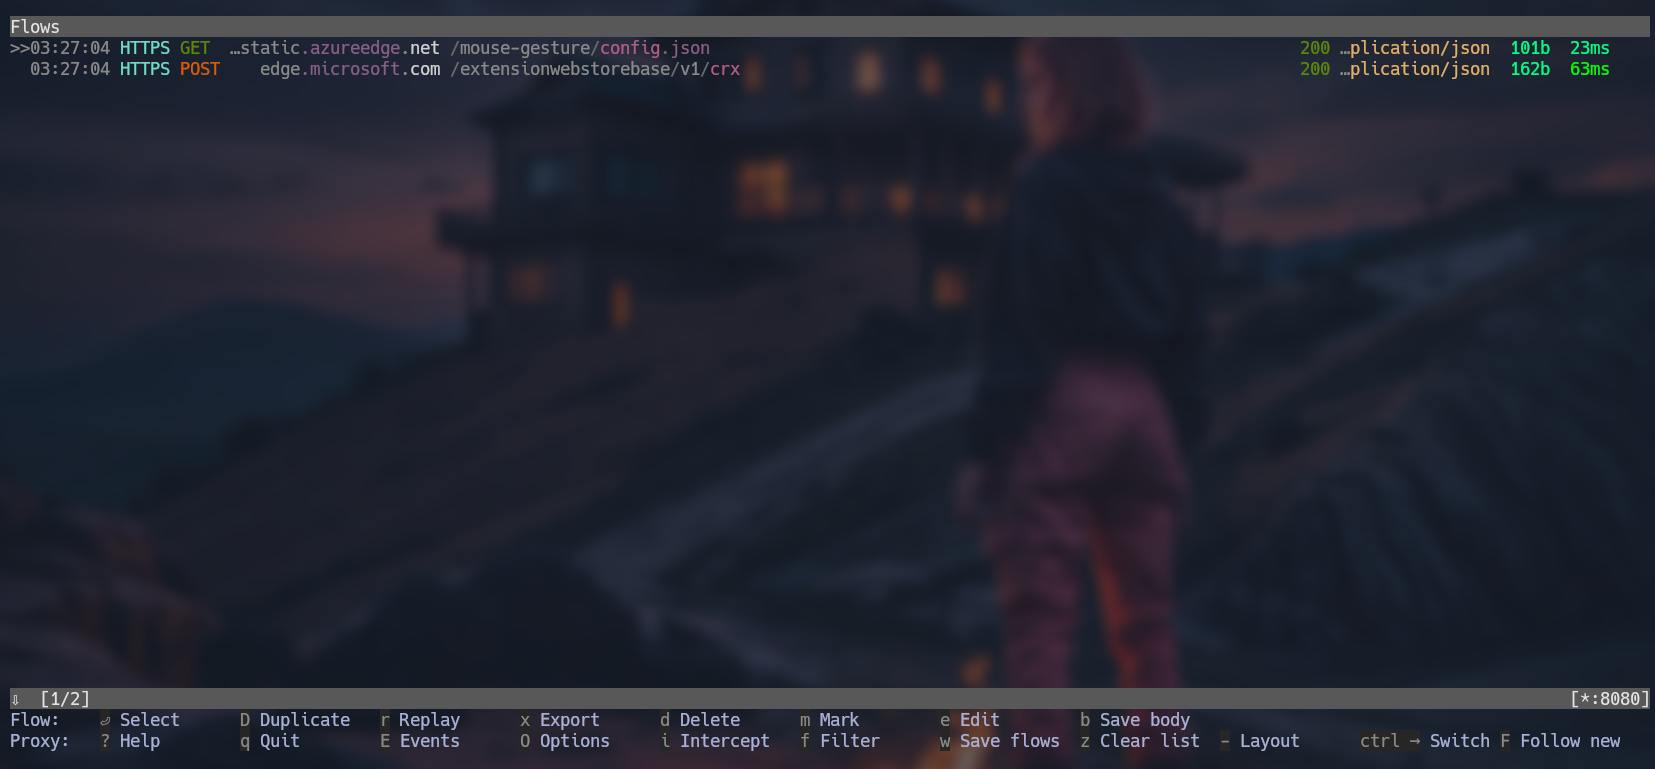 Flows
>>03:27:04 HTTPS GET …static.azureedge.net /mouse-gesture/config.json 200 …plication/json 101b 23ms
03:27:04 HTTPS POST edge.microsoft.com /extensionwebstorebase/v1/crx 200 …plication/json 162b 63ms
⇩ [1/2] [*:8080]
Flow: ⏎ Select D Duplicate r Replay x Export d Delete m Mark e Edit b Save body
Proxy: ? Help q Quit E Events O Options i Intercept f Filter w Save flows z Clear list - Layout ctrl → Switch F Follow new